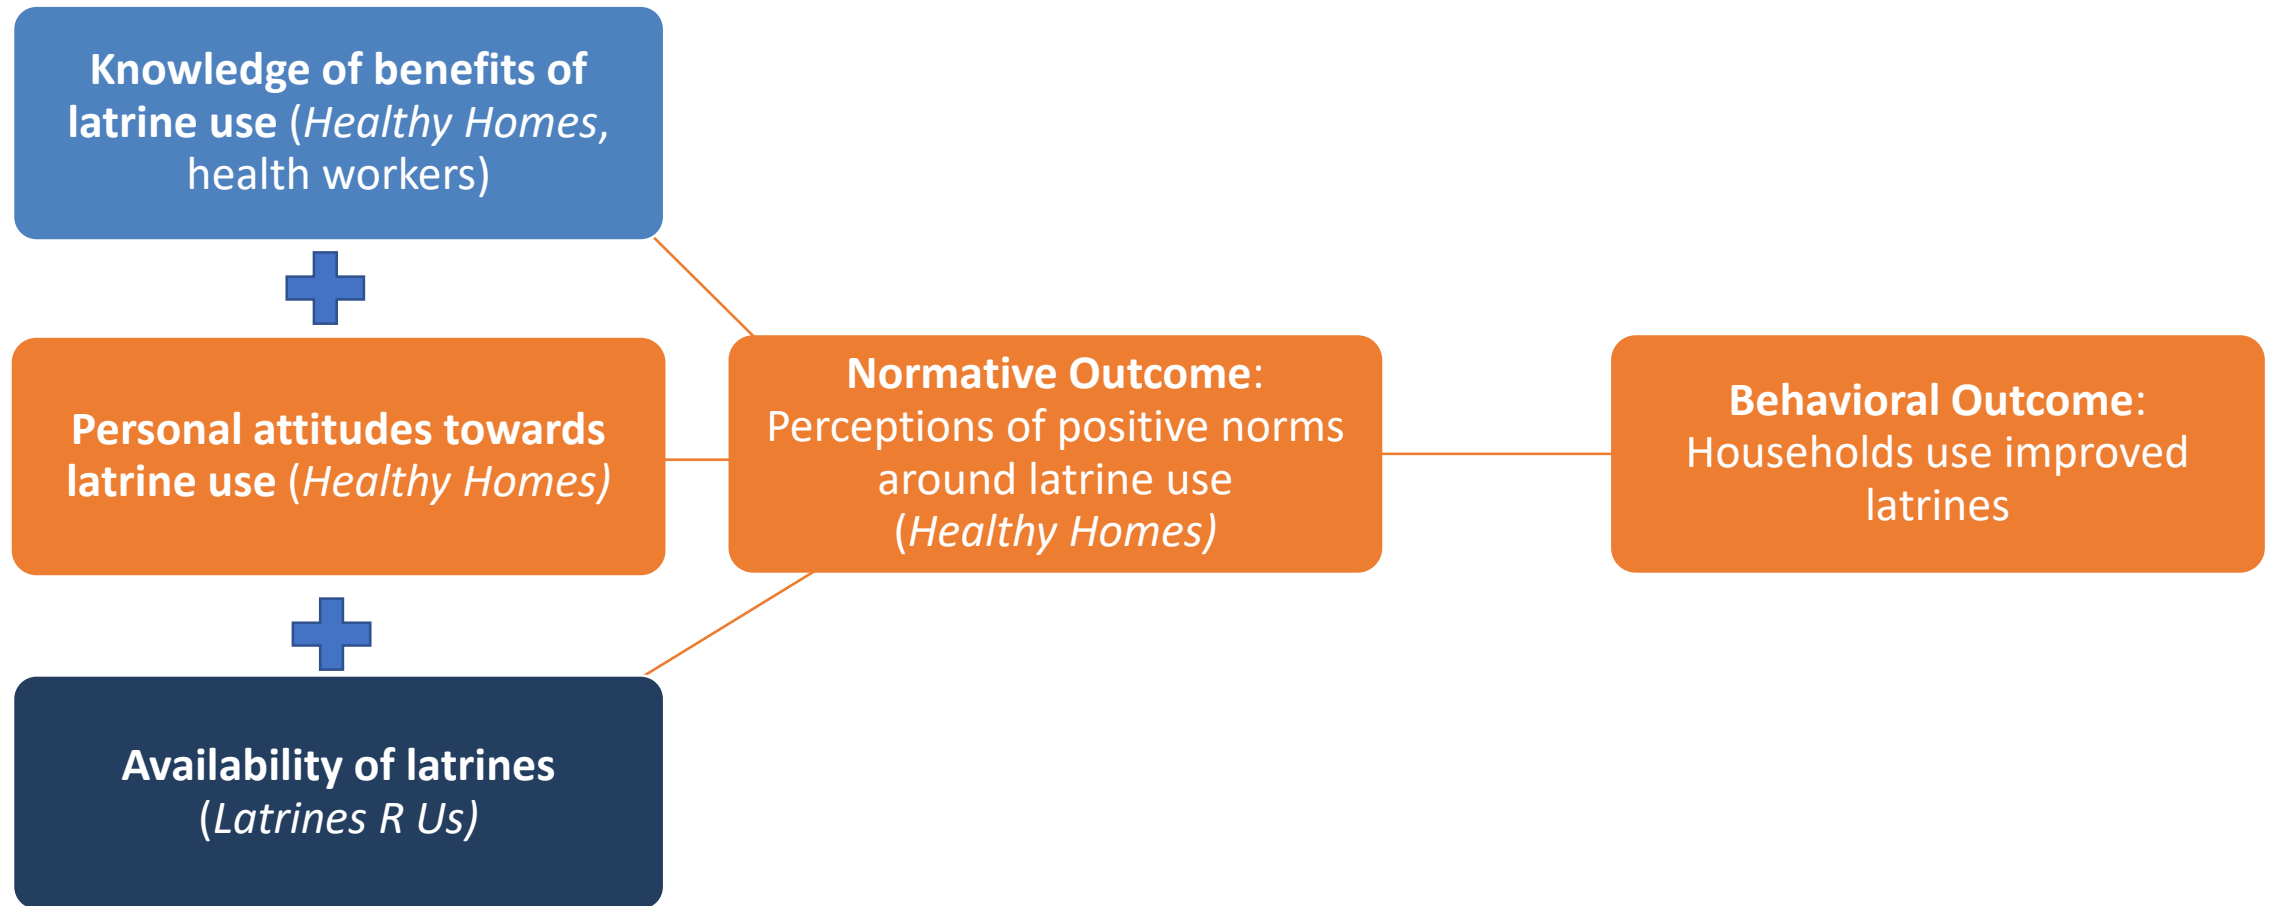 Knowledge of benefits of
latrine use (Healthy Homes,
health workers)
Personal attitudes towards
latrine use (Healthy Homes)
Availability of latrines
(Latrines R Us)
Normative Outcome:
Perceptions of positive norms
around latrine use
(Healthy Homes)
Behavioral Outcome:
Households use improved
latrines